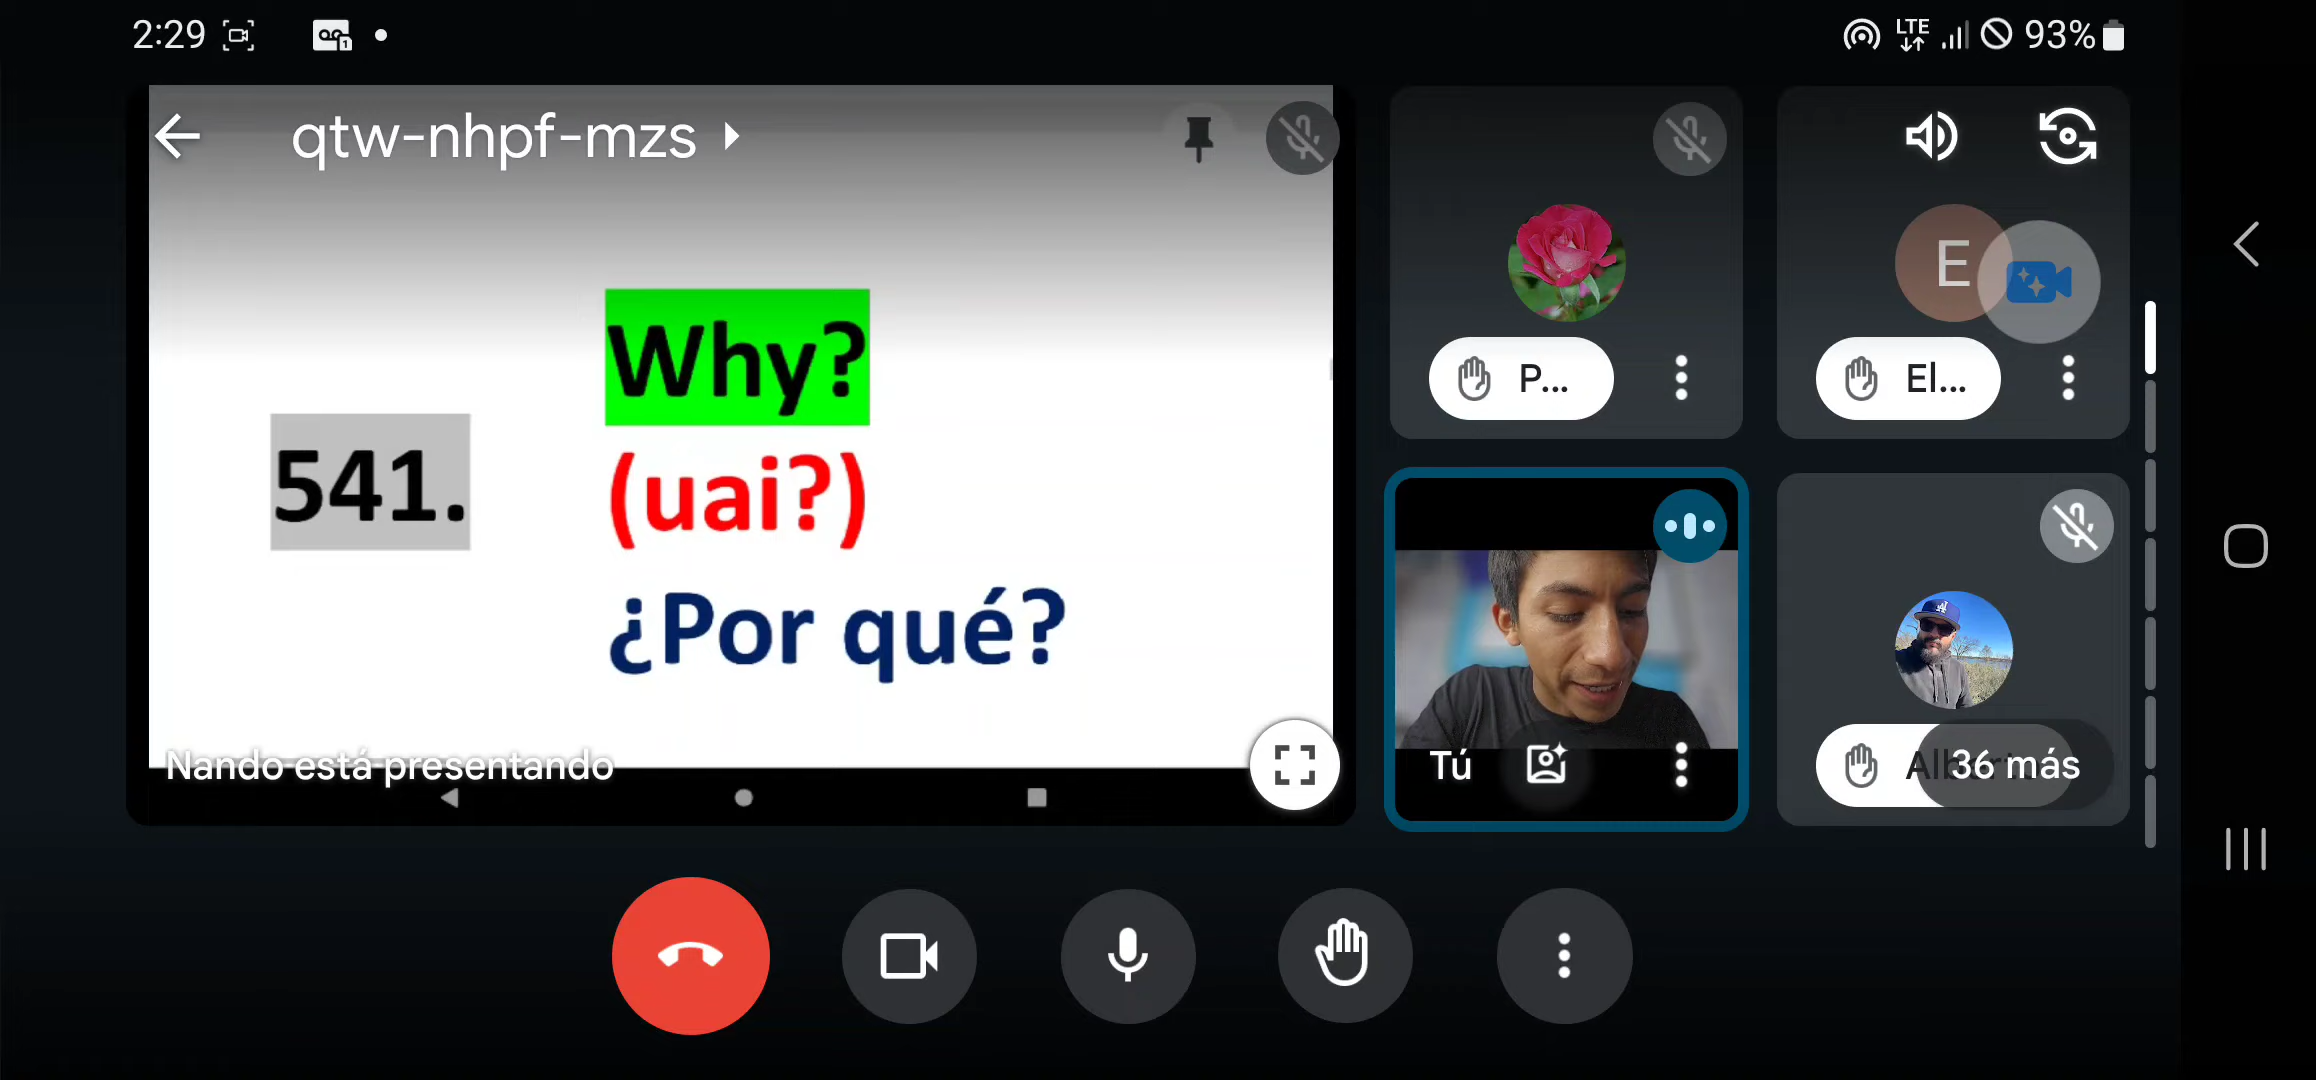 2:29
LTE
93%
qtw-nhpf-mzs
541.
Why?
(uai?)
¿Por qué?
Nando está presentando
P...
E
El...
Tú
36 más